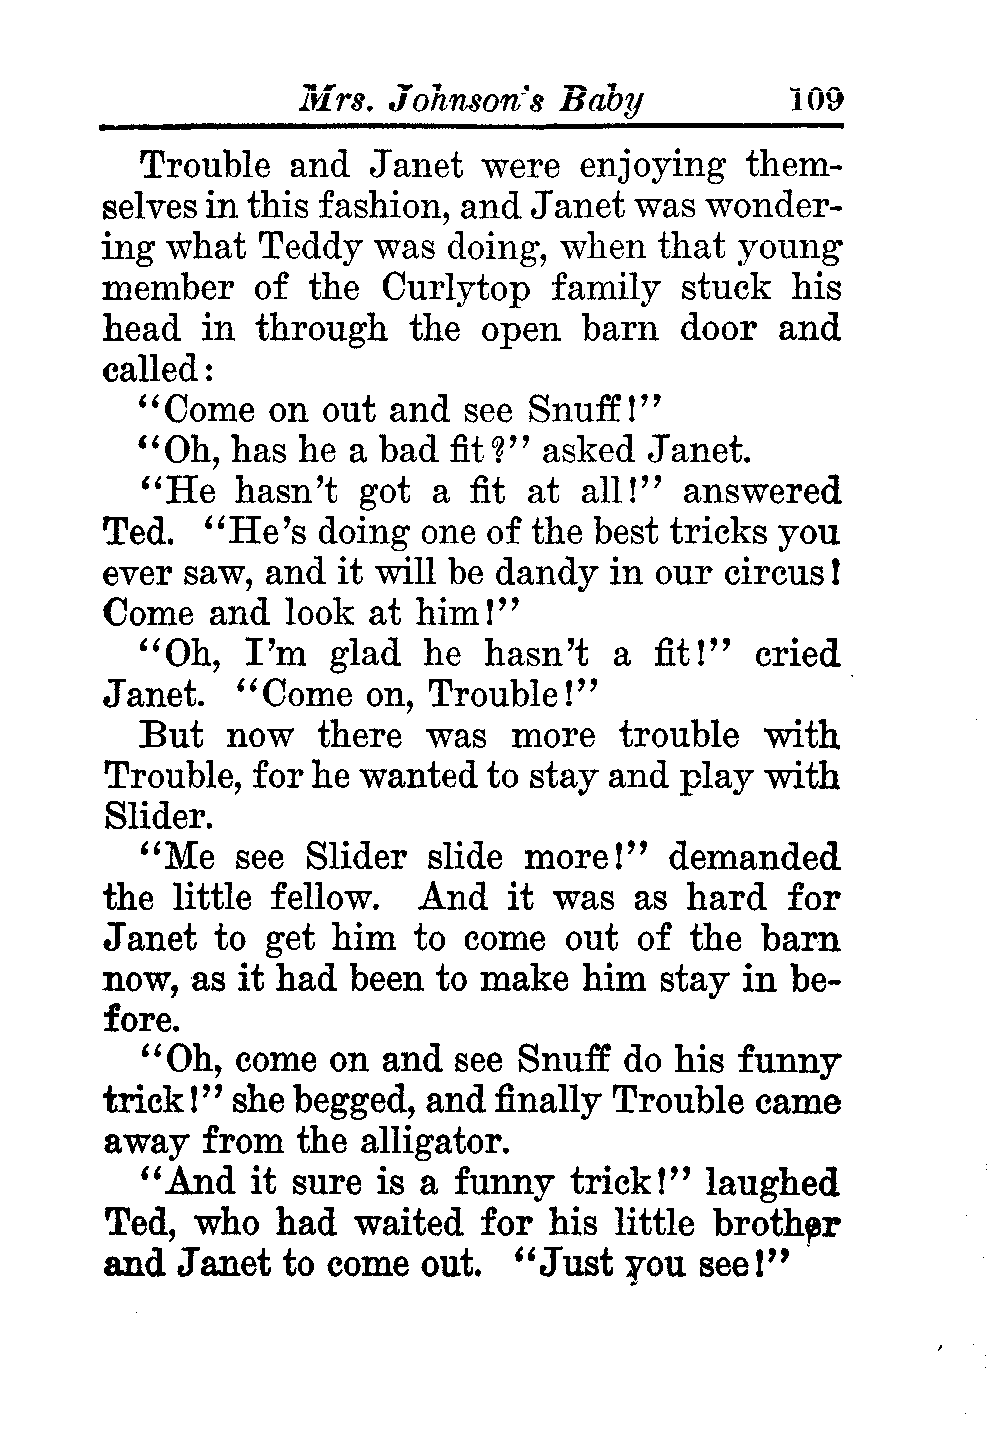 Mrs. Johnson's Baby 109
Trouble and Janet were enjoying them-
selves in this fashion, and Janet was wonder-
ing what Teddy was doing, when that young
member of the Curlytop family stuck his
head in through the open barn door and
called:
"Come on out and see Snuff!"
"Oh, has he a bad fit?" asked Janet.
"He hasn't got a fit at all!" answered
Ted. "He's doing one of the best tricks you
ever saw, and it will be dandy in our circus!
Come and look at him!"
"Oh, I'm glad he hasn't a fit!" cried
Janet. "Come on, Trouble!"
But now there was more trouble with
Trouble, for he wanted to stay and play with
Slider.
"Me see Slider slide more!" demanded
the little fellow. And it was as hard for
Janet to get him to come out of the barn
now, as it had been to make him stay in be-
fore.
"Oh, come on and see Snuff do his funny
trick!" she begged, and finally Trouble came
away from the alligator.
"And it sure is a funny trick!" laughed
Ted, who had waited for his little brother
and Janet to come out. "Just you see!"